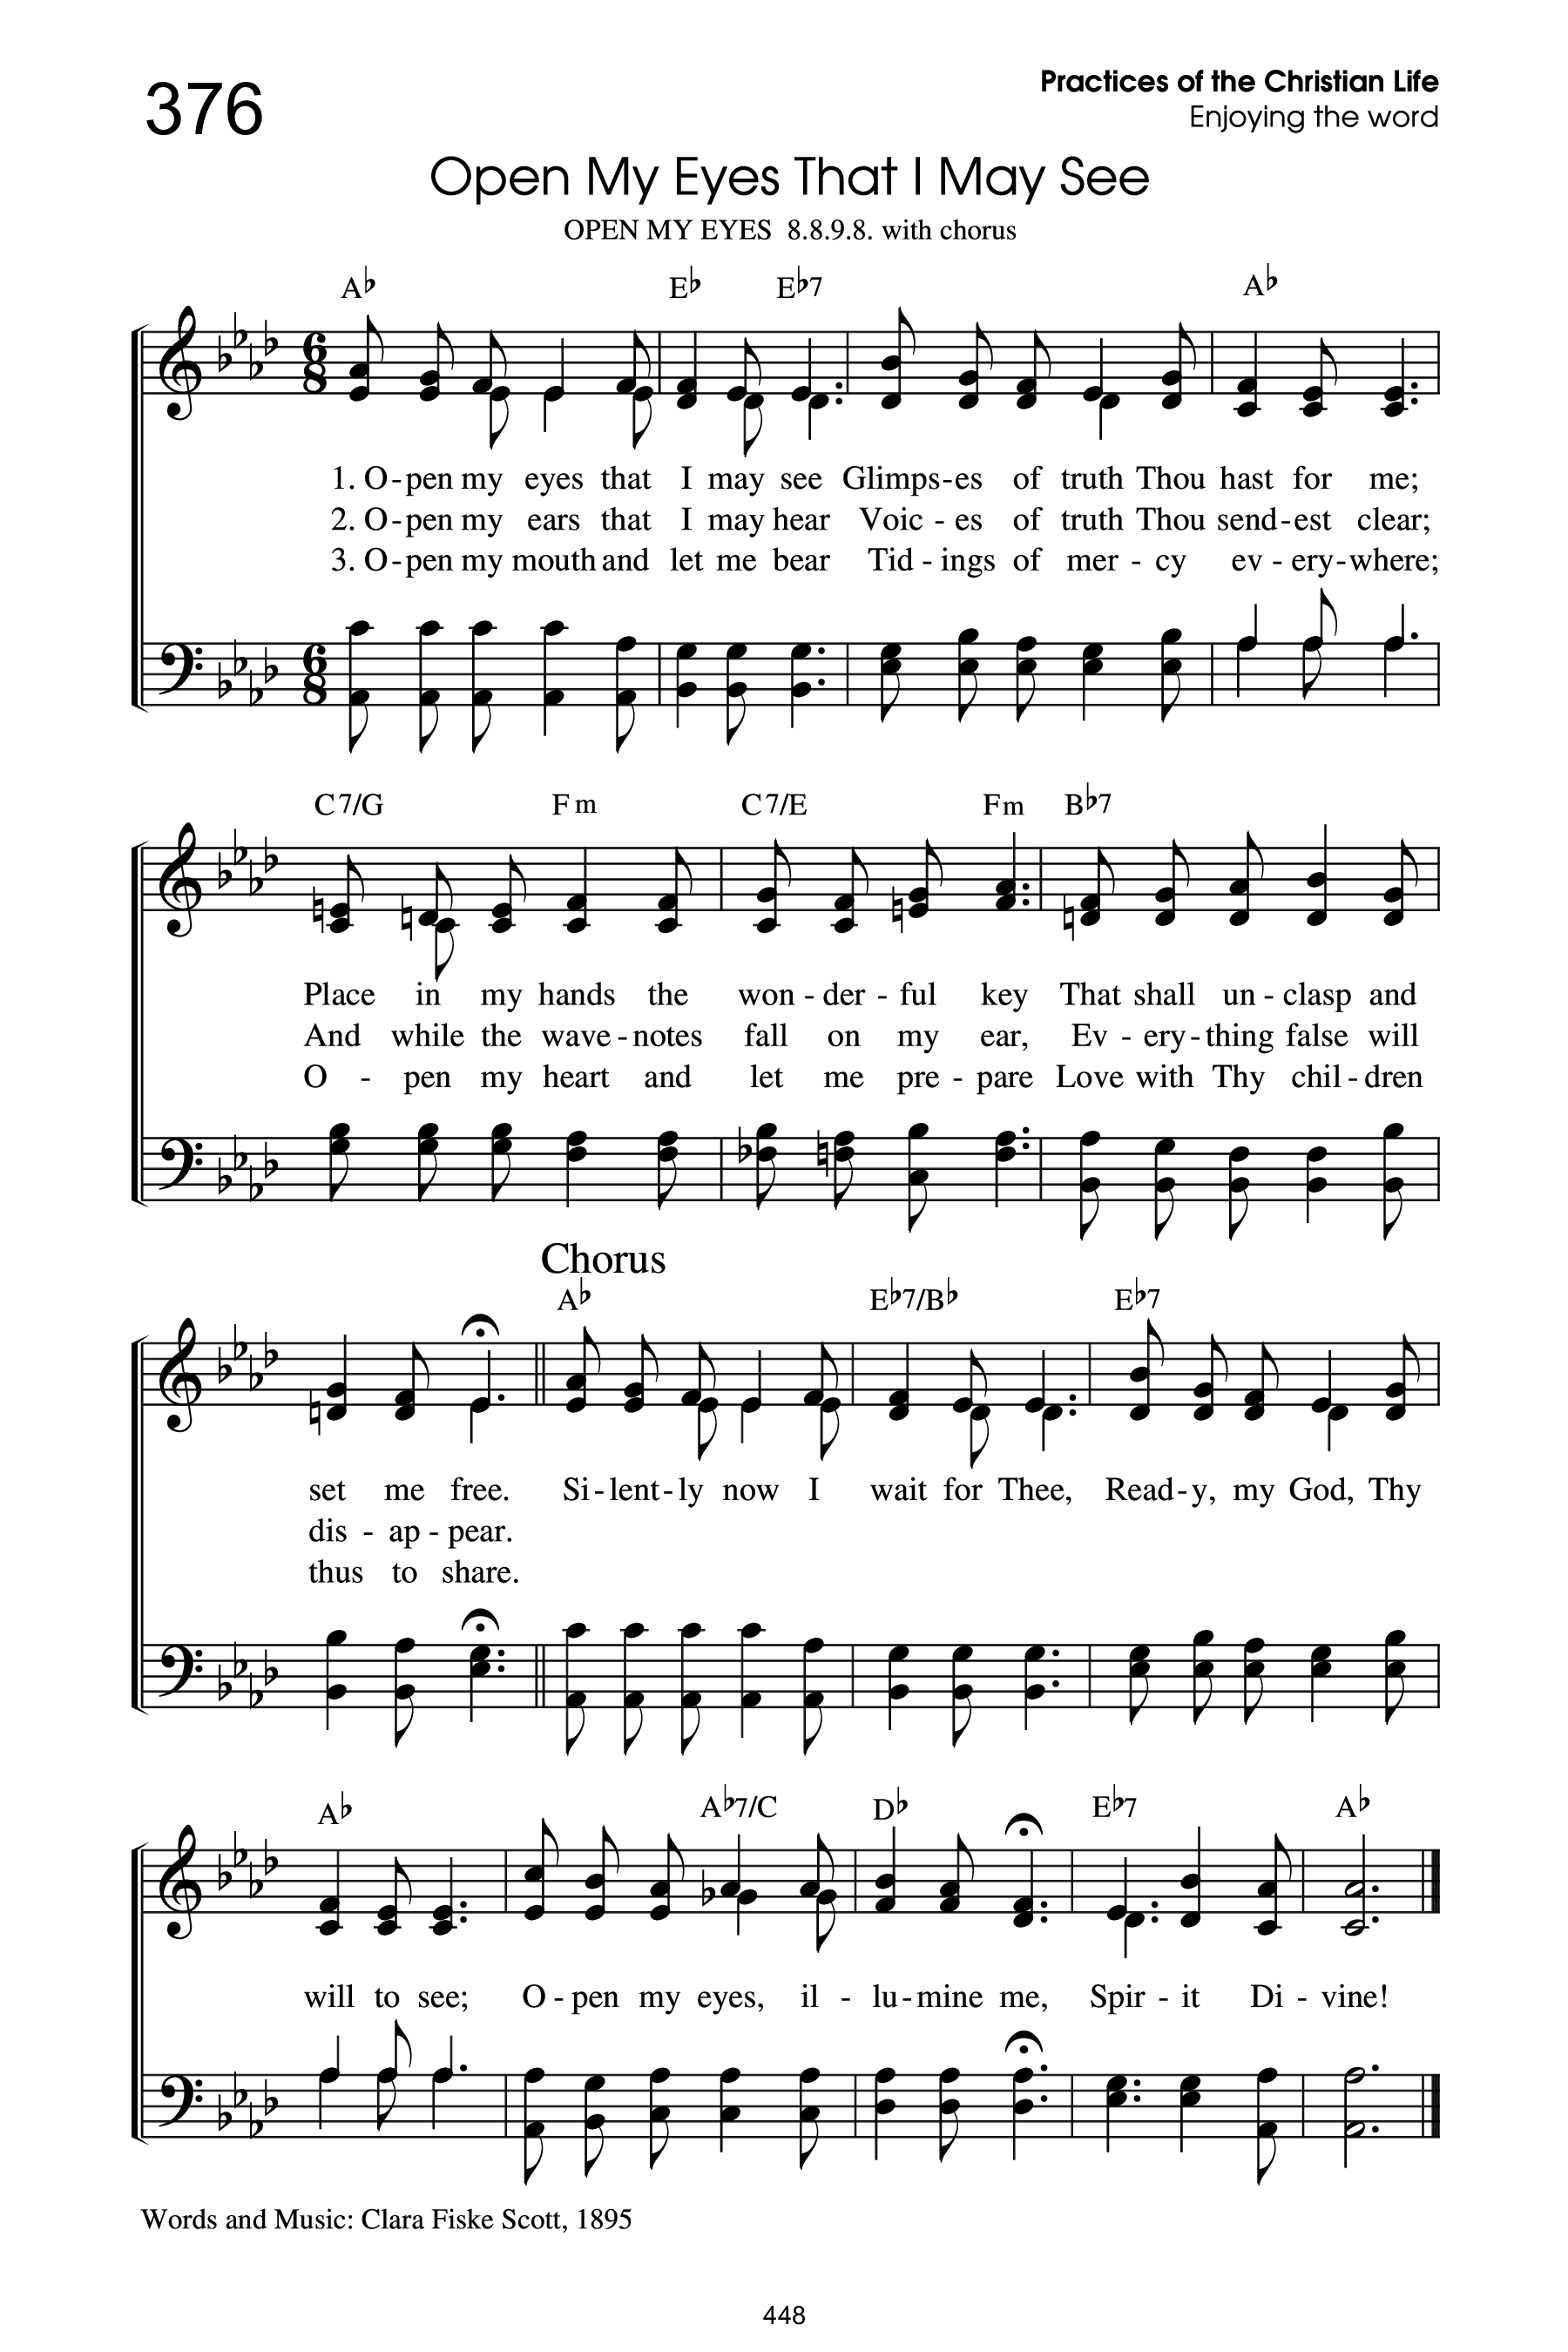 376
Practices of the Christian Life
Enjoying the word
Open My Eyes That I May See
OPEN MY EYES 8.8.9.8. with chorus
A♭ E♭ E♭7 A♭
1. O-pen my eyes that I may see Glimps-es of truth Thou hast for me;
2. O-pen my ears that I may hear Voic-es of truth Thou send-est clear;
3. O-pen my mouth and let me bear Tid-ings of mer-cy ev-ery-where;
C7/G Fm C7/E Fm B♭7
Place in my hands the won-der-ful key That shall un-clasp and
And while the wave-notes fall on my ear, Ev-ery-thing false will
O-pen my heart and let me pre-pare Love with Thy chil-dren
Chorus
A♭ E♭7/B♭ E♭7
set me free. Si-lent-ly now I wait for Thee, Read-y, my God, Thy
dis-ap-pear.
thus to share.
A♭ A♭7/C D♭ E♭7 A♭
will to see; O-pen my eyes, il-lu-mine me, Spir-it Di-vine!
Words and Music: Clara Fiske Scott, 1895
448